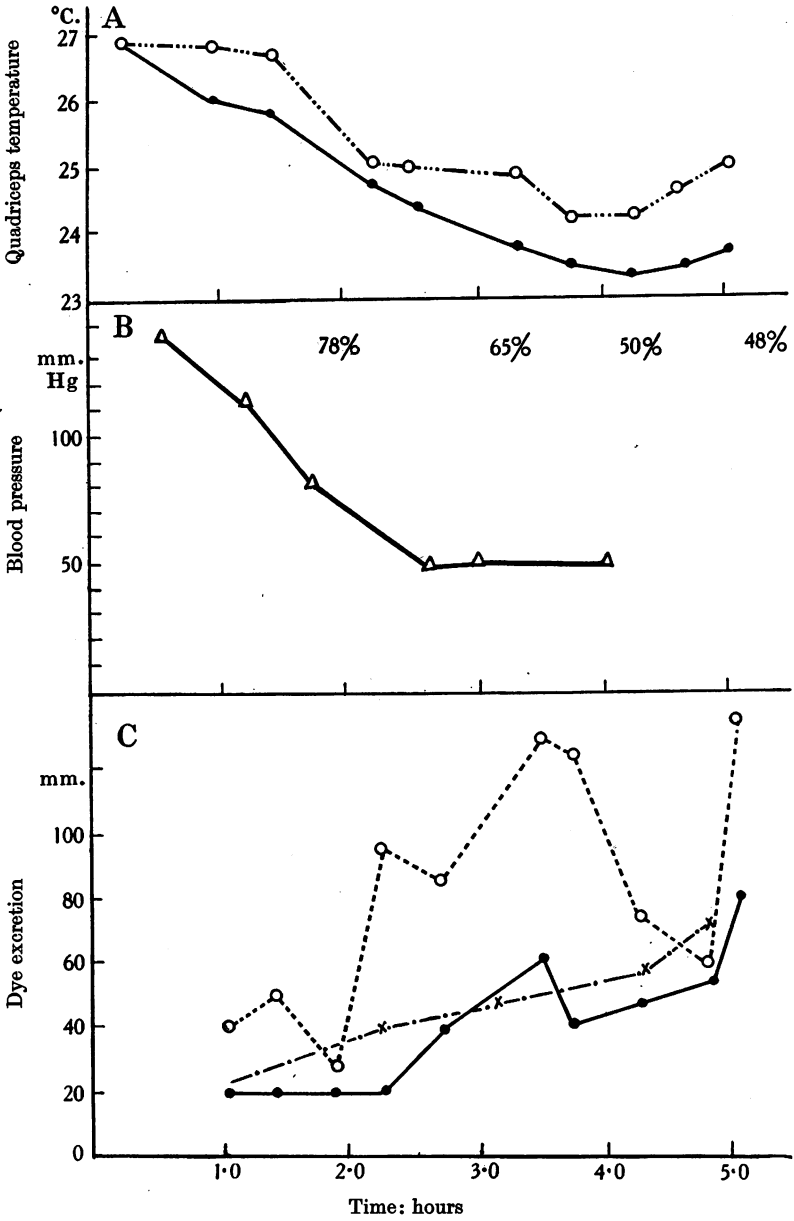 °C.
A
27
26
25
24
23
Quadriceps temperature
B
78%
65%
50%
48%
mm.
Hg
100
50
Blood pressure
C
mm.
100
80
60
40
20
0
Dye excretion
1·0
2·0
3·0
4·0
5·0
Time: hours